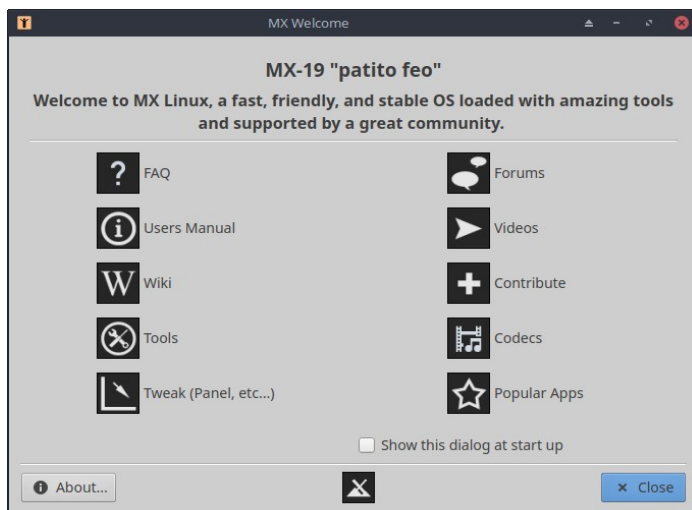 MX Welcome
MX-19 "patito feo"
Welcome to MX Linux, a fast, friendly, and stable OS loaded with amazing tools
and supported by a great community.
FAQ
Forums
Users Manual
Videos
W Wiki
Contribute
Tools
Codecs
Tweak (Panel, etc...)
Popular Apps
Show this dialog at start up
About...
Close